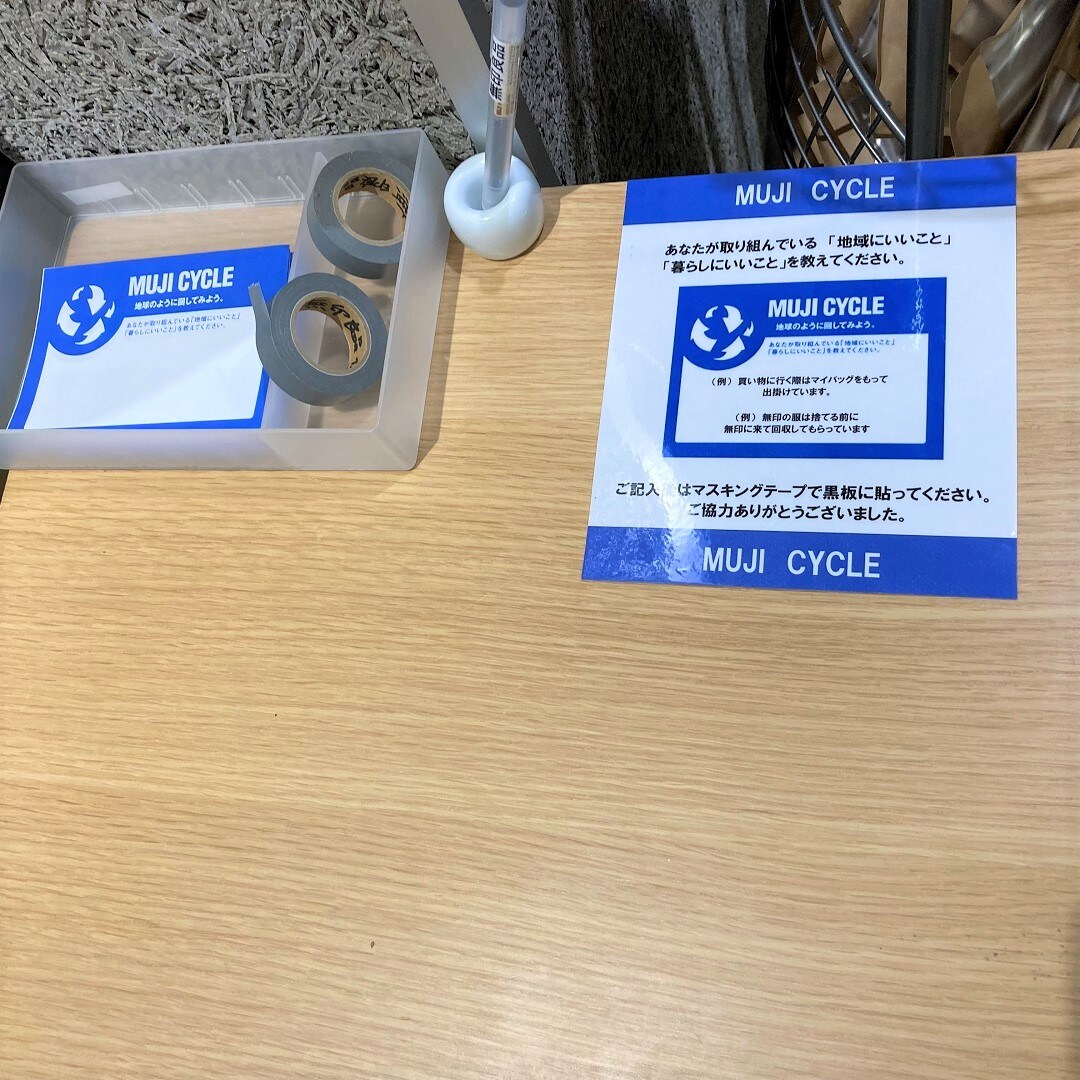 MUJI CYCLE
地球のように回してみよう。
あなたが取り組んでいる「地域にいいこと」
「暮らしにいいこと」を教えてください。
無印良品
MUJI CYCLE
あなたが取り組んでいる「地域にいいこと」
「暮らしにいいこと」を教えてください。
MUJI CYCLE
地球のように回してみよう。
あなたが取り組んでいる「地域にいいこと」
「暮らしにいいこと」を教えてください。
（例）買い物に行く際はマイバッグをもって
出掛けています。
（例）無印の服は捨てる前に
無印に来て回収してもらっています
ご記入 はマスキングテープで黒板に貼ってください。
ご協力ありがとうございました。
MUJI CYCLE